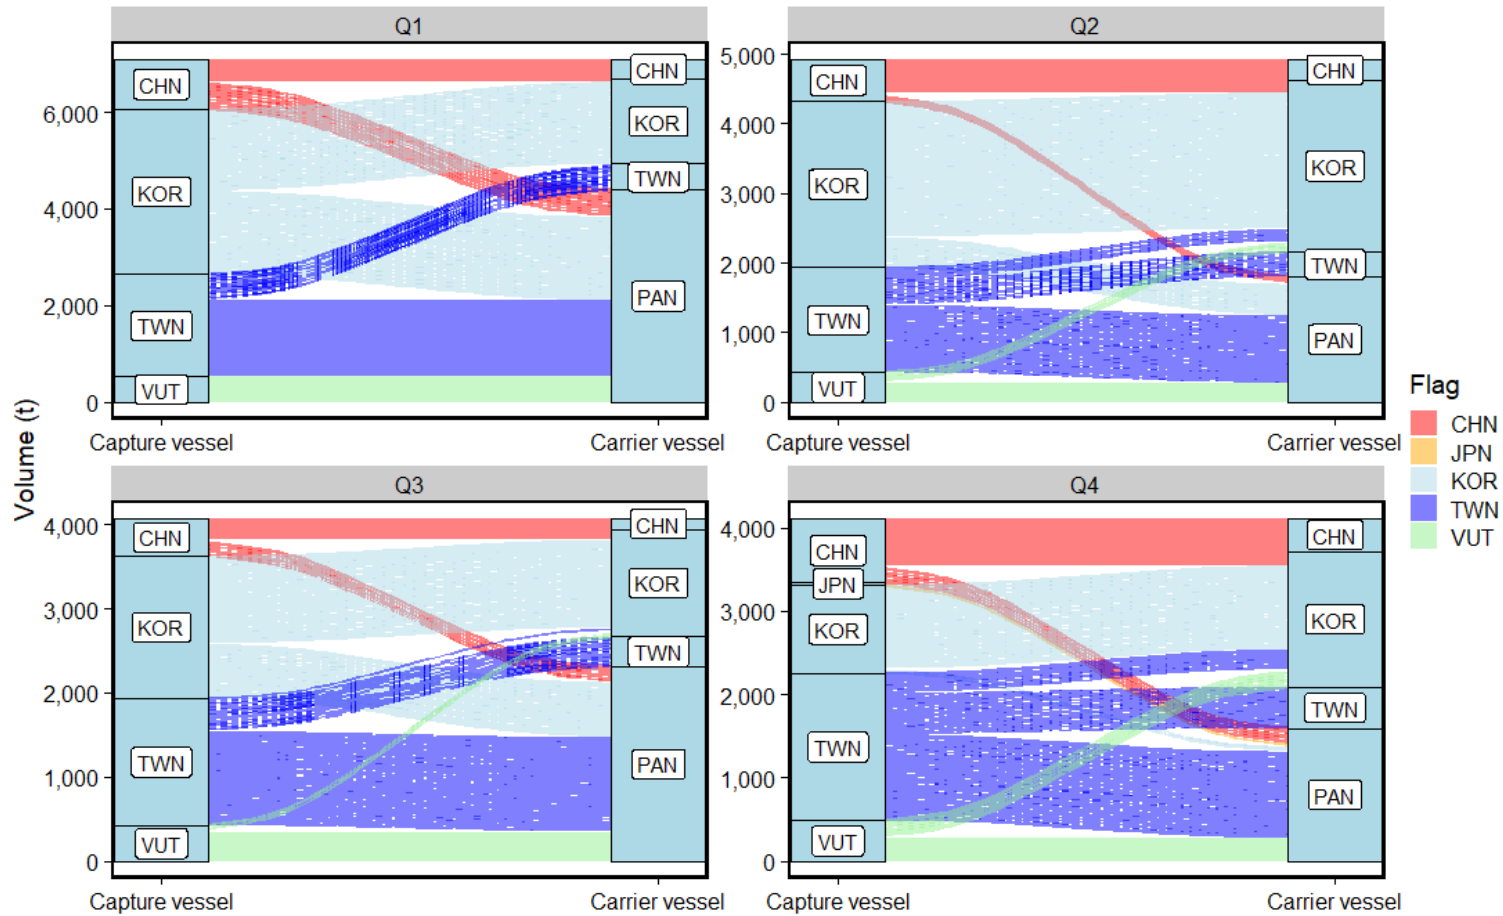 Q1
CHN
KOR
TWN
VUT
CHN
KOR
TWN
PAN
6,000
4,000
2,000
0
Capture vessel
Carrier vessel
Q2
5,000
4,000
3,000
2,000
1,000
0
CHN
KOR
TWN
VUT
CHN
KOR
TWN
PAN
Capture vessel
Carrier vessel
Volume (t)
Q3
4,000
3,000
2,000
1,000
0
CHN
KOR
TWN
VUT
CHN
KOR
TWN
PAN
Capture vessel
Carrier vessel
Q4
4,000
3,000
2,000
1,000
0
CHN
JPN
KOR
TWN
VUT
CHN
KOR
TWN
PAN
Capture vessel
Carrier vessel
Flag
CHN
JPN
KOR
TWN
VUT